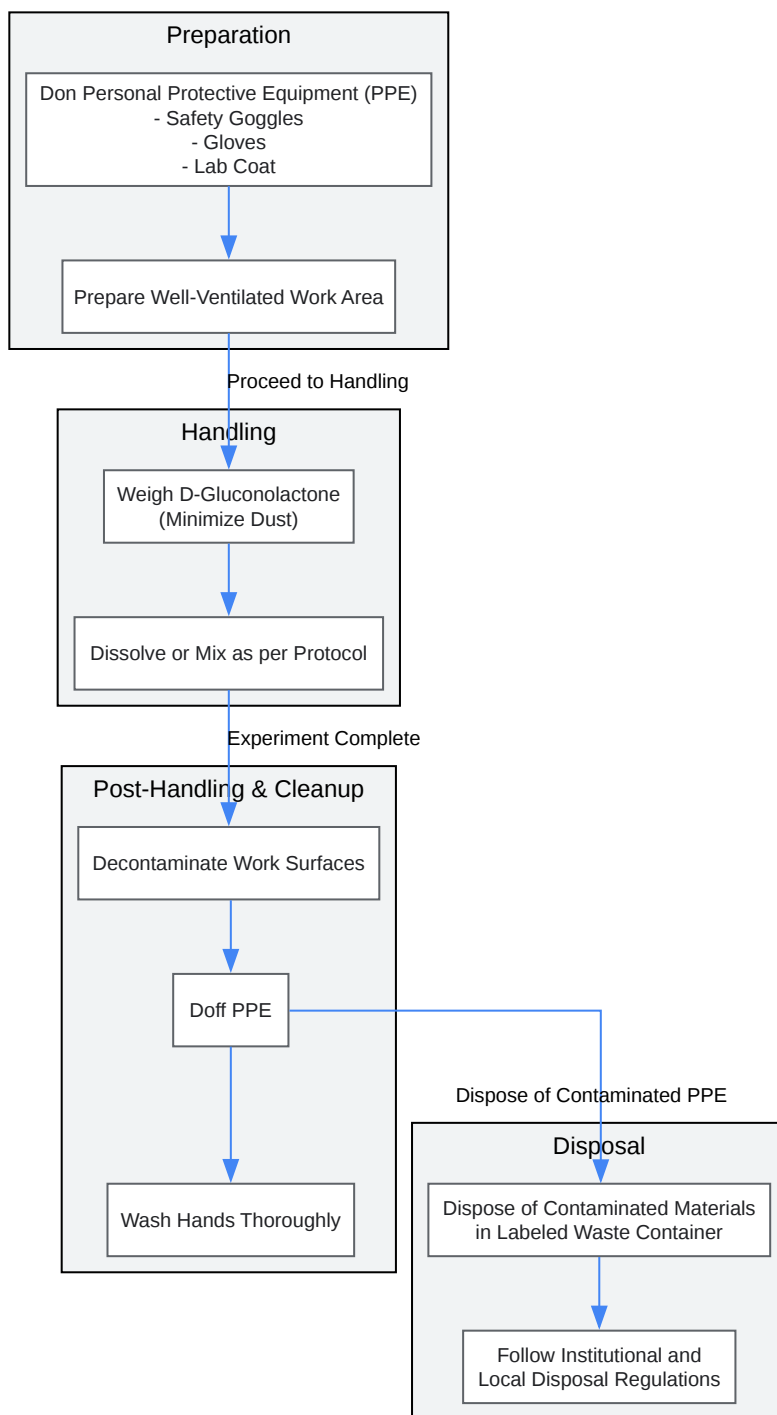 Preparation
Don Personal Protective Equipment (PPE)
- Safety Goggles
- Gloves
- Lab Coat
Prepare Well-Ventilated Work Area
Proceed to Handling
Handling
Weigh D-Gluconolactone
(Minimize Dust)
Dissolve or Mix as per Protocol
Experiment Complete
Post-Handling & Cleanup
Decontaminate Work Surfaces
Doff PPE
Wash Hands Thoroughly
Dispose of Contaminated PPE
Disposal
Dispose of Contaminated Materials
in Labeled Waste Container
Follow Institutional and
Local Disposal Regulations